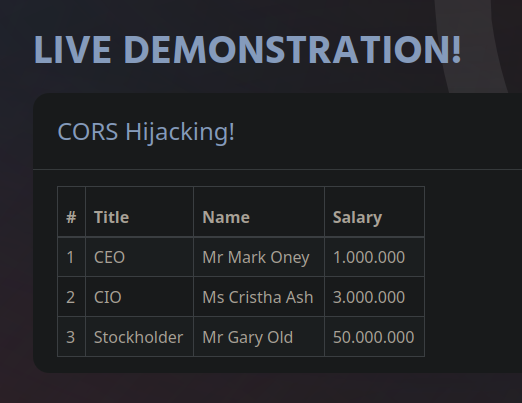 LIVE DEMONSTRATION!
CORS Hijacking!
# Title Name Salary
1 CEO Mr Mark Oney 1.000.000
2 CIO Ms Cristha Ash 3.000.000
3 Stockholder Mr Gary Old 50.000.000